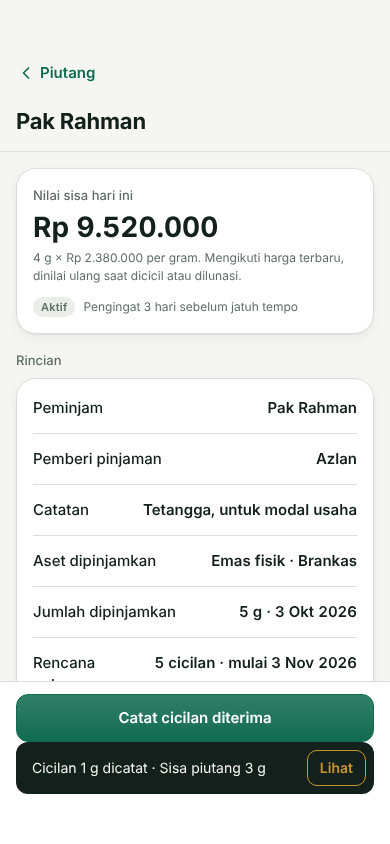 Piutang
Pak Rahman
Nilai sisa hari ini
Rp 9.520.000
4 g × Rp 2.380.000 per gram. Mengikuti harga terbaru,
dinilai ulang saat dicicil atau dilunasi.
Aktif Pengingat 3 hari sebelum jatuh tempo
Rincian
Peminjam Pak Rahman
Pemberi pinjaman Azlan
Catatan Tetangga, untuk modal usaha
Aset dipinjamkan Emas fisik · Brankas
Jumlah dipinjamkan 5 g · 3 Okt 2026
Rencana 5 cicilan · mulai 3 Nov 2026
Catat cicilan diterima
Cicilan 1 g dicatat · Sisa piutang 3 g Lihat